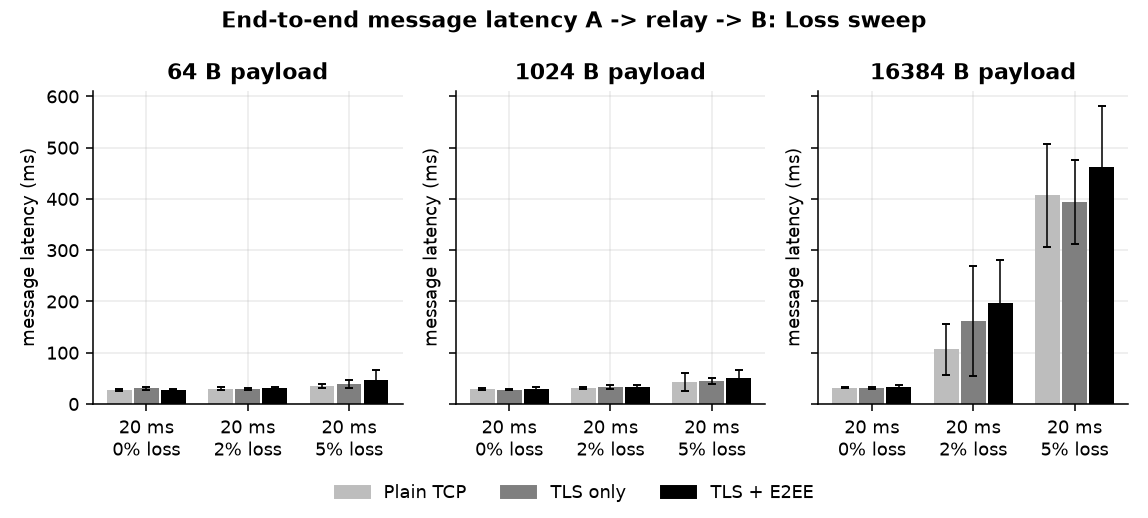 End-to-end message latency A -> relay -> B: Loss sweep
64 B payload
message latency (ms)
600
500
400
300
200
100
0
20 ms
0% loss
20 ms
2% loss
20 ms
5% loss
1024 B payload
message latency (ms)
20 ms
0% loss
20 ms
2% loss
20 ms
5% loss
16384 B payload
message latency (ms)
20 ms
0% loss
20 ms
2% loss
20 ms
5% loss
Plain TCP
TLS only
TLS + E2EE